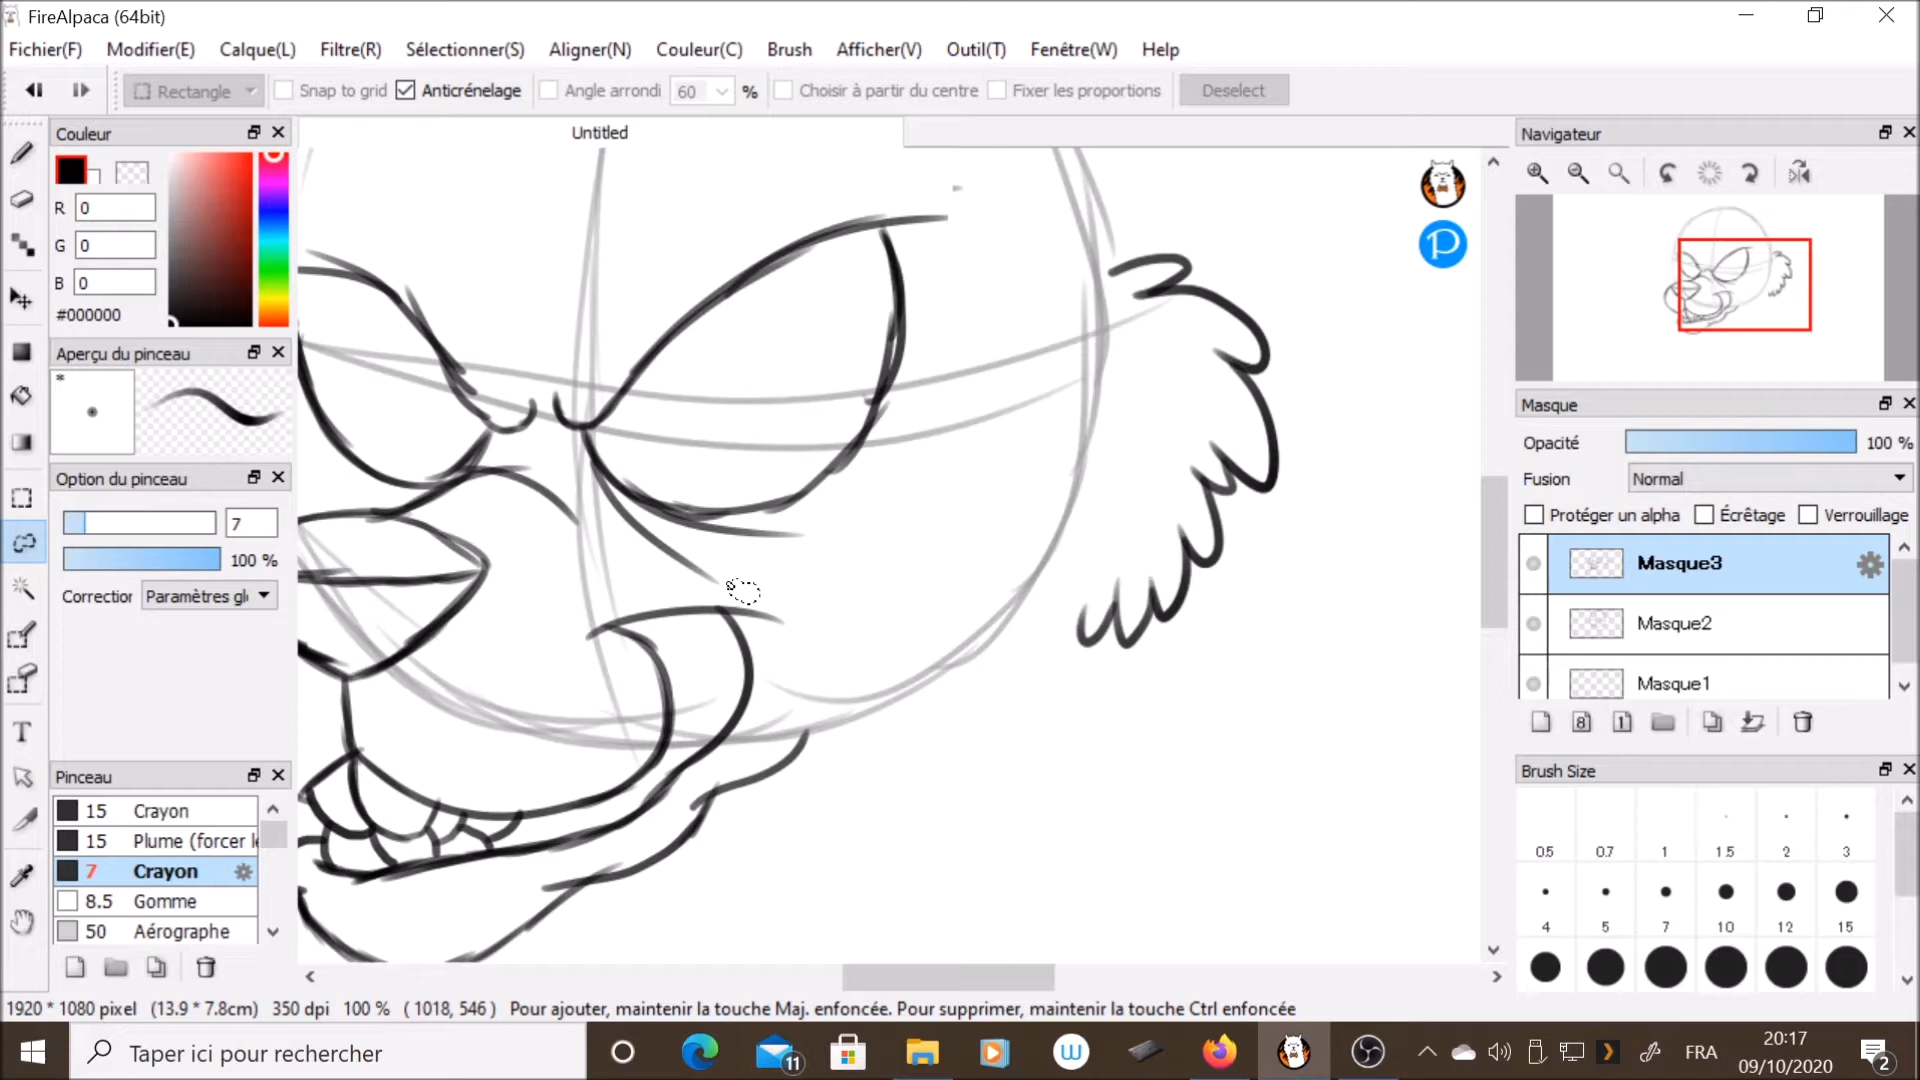 FireAlpaca (64bit)
Fichier(F) Modifier(E) Calque(L) Filtre(R) Sélectionner(S) Aligner(N) Couleur(C) Brush Afficher(V) Outil(T) Fenêtre(W) Help
Rectangle Snap to grid Anticrénelage Angle arrondi 60 % Choisir à partir du centre Fixer les proportions Deselect
Couleur
Untitled
Navigateur
R 0
G 0
B 0
#000000
Aperçu du pinceau
*
Option du pinceau
7
100 %
Correction Paramètres gl
Masque
Opacité 100 %
Fusion Normal
Protéger un alpha Écrêtage Verrouillage
Masque3
Masque2
Masque1
8 1
Pinceau
15 Crayon
15 Plume (forcer l
7 Crayon
8.5 Gomme
50 Aérographe
T
P
Brush Size
0.5 0.7 1 1.5 2 3
4 5 7 10 12 15
1920 * 1080 pixel (13.9 * 7.8cm) 350 dpi 100 % ( 1018, 546 ) Pour ajouter, maintenir la touche Maj. enfoncée. Pour supprimer, maintenir la touche Ctrl enfoncée
Taper ici pour rechercher
11
W
FRA
20:17
09/10/2020
2